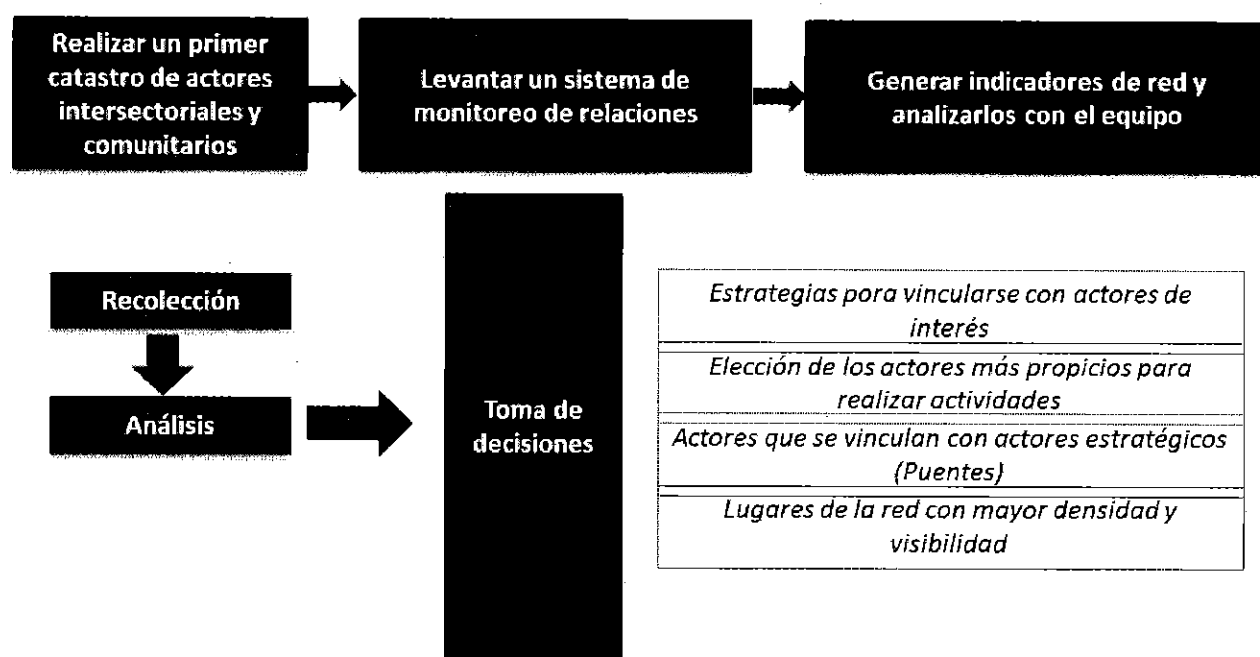 Realizar un primer
catastro de actores
intersectoriales y
comunitarios
Levantar un sistema de
monitoreo de relaciones
Generar indicadores de red y
analizarlos con el equipo
Recolección
Análisis
Toma de
decisiones
Estrategias pora vincularse con actores de
interés
Elección de los actores más propicios para
realizar actividades
Actores que se vinculan con actores estratégicos
(Puentes)
Lugares de la red con mayor densidad y
visibilidad